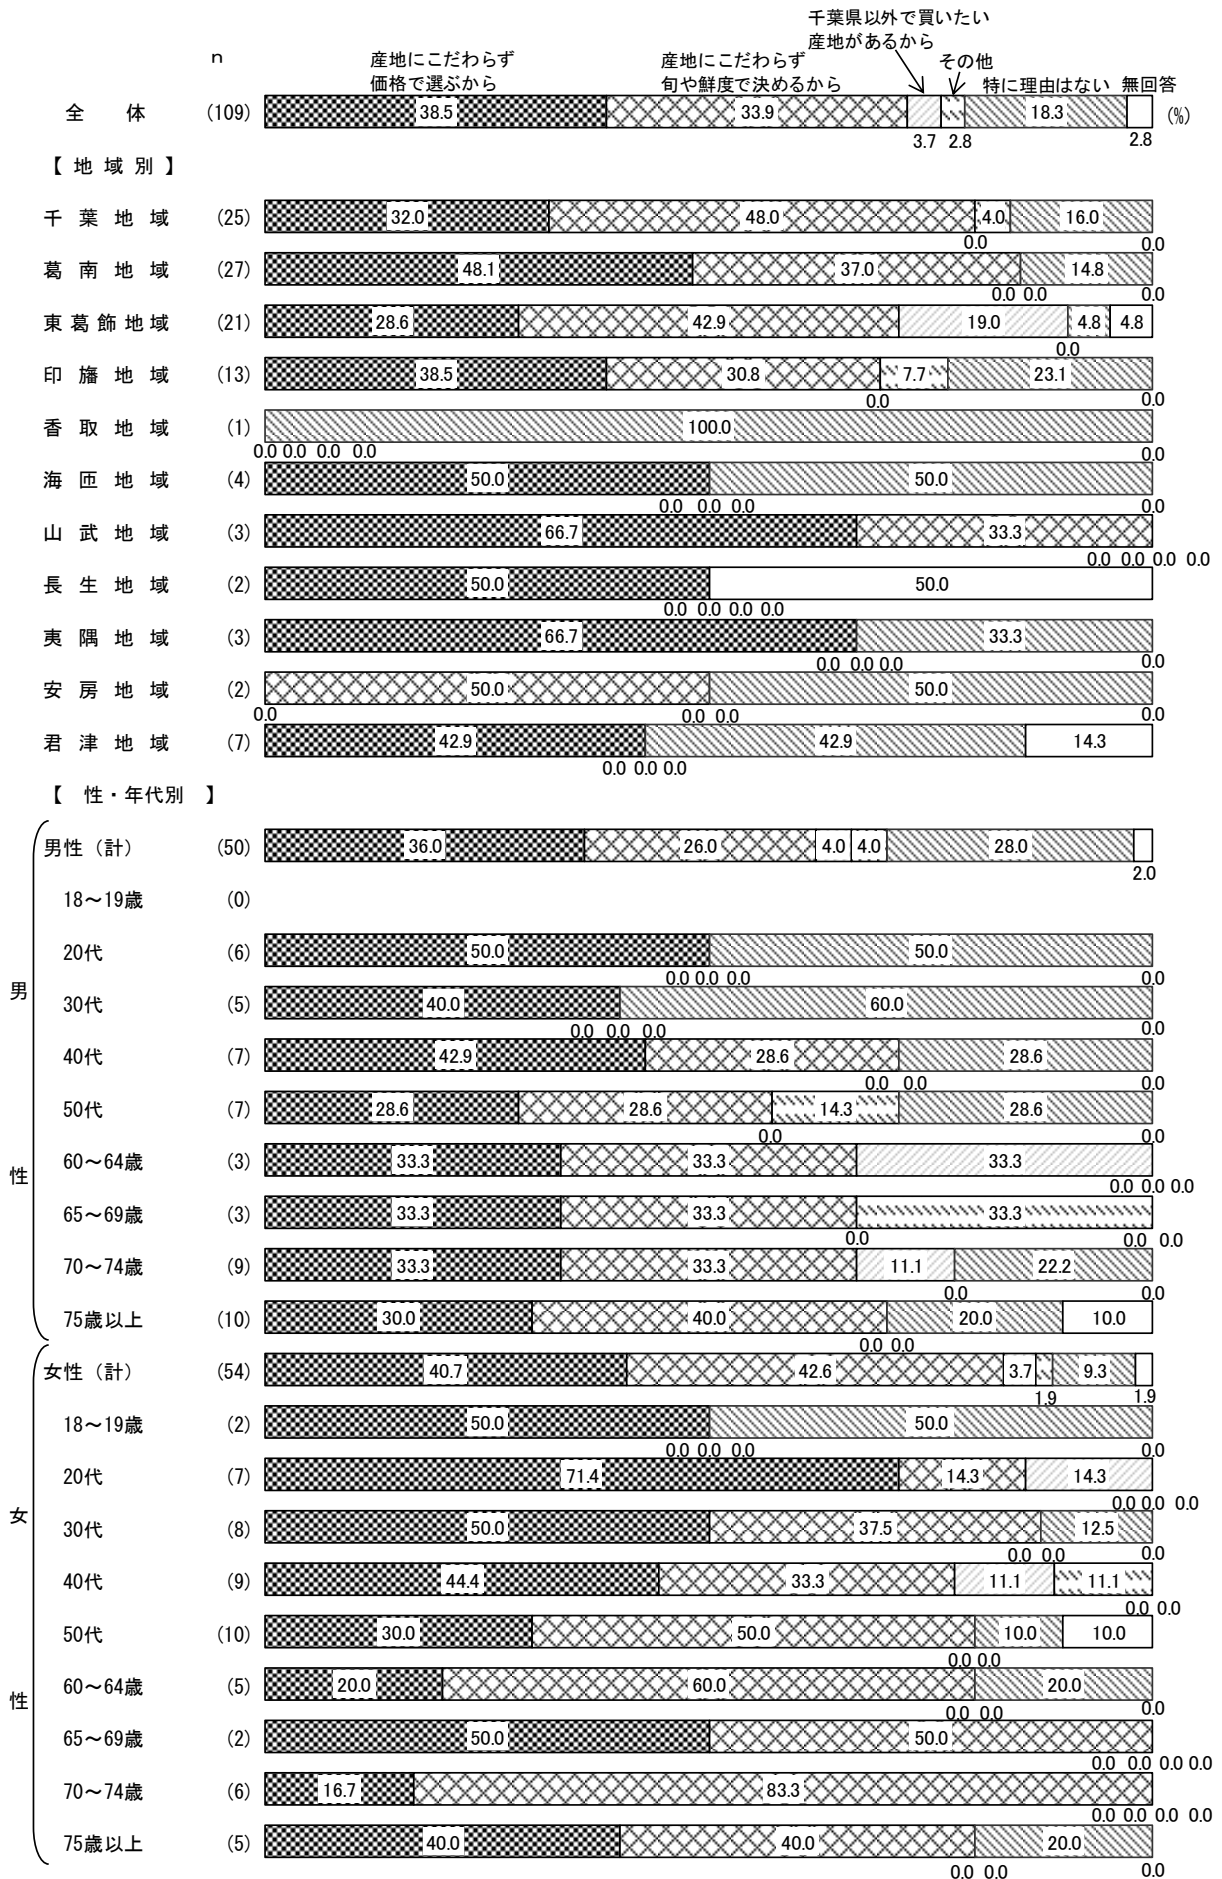 千葉県以外で買いたい
産地があるから
n
産地にこだわらず
価格で選ぶから
産地にこだわらず
旬や鮮度で決めるから
その他
特に理由はない
無回答
全体 (109) 38.5 33.9 18.3 (%)
3.7 2.8 2.8
【地域別】
千葉地域 (25) 32.0 48.0 4.0 16.0
0.0 0.0
葛南地域 (27) 48.1 37.0 14.8
0.0 0.0 0.0
東葛飾地域 (21) 28.6 42.9 19.0 4.8 4.8
0.0
印旛地域 (13) 38.5 30.8 7.7 23.1
0.0 0.0
香取地域 (1) 100.0
0.0 0.0 0.0 0.0 0.0
海匝地域 (4) 50.0 50.0
0.0 0.0 0.0 0.0
山武地域 (3) 66.7 33.3
0.0 0.0 0.0 0.0
長生地域 (2) 50.0 50.0
0.0 0.0 0.0 0.0
夷隅地域 (3) 66.7 33.3
0.0 0.0 0.0 0.0
安房地域 (2) 50.0 50.0
0.0 0.0 0.0 0.0
君津地域 (7) 42.9 42.9 14.3
0.0 0.0 0.0
【 性・年代別 】
男性
男性（計） (50) 36.0 26.0 4.0 4.0 28.0
2.0
18～19歳 (0)
20代 (6) 50.0 50.0
0.0 0.0 0.0 0.0
30代 (5) 40.0 60.0
0.0 0.0 0.0 0.0
40代 (7) 42.9 28.6 28.6
0.0 0.0 0.0
50代 (7) 28.6 28.6 14.3 28.6
0.0 0.0
60～64歳 (3) 33.3 33.3 33.3
0.0 0.0 0.0
65～69歳 (3) 33.3 33.3 33.3
0.0 0.0 0.0
70～74歳 (9) 33.3 33.3 11.1 22.2
0.0 0.0
75歳以上 (10) 30.0 40.0 20.0 10.0
0.0 0.0
女性
女性（計） (54) 40.7 42.6 3.7 9.3
1.9 1.9
18～19歳 (2) 50.0 50.0
0.0 0.0 0.0 0.0
20代 (7) 71.4 14.3 14.3
0.0 0.0 0.0
30代 (8) 50.0 37.5 12.5
0.0 0.0 0.0
40代 (9) 44.4 33.3 11.1 11.1
0.0 0.0
50代 (10) 30.0 50.0 10.0 10.0
0.0 0.0
60～64歳 (5) 20.0 60.0 20.0
0.0 0.0 0.0
65～69歳 (2) 50.0 50.0
0.0 0.0 0.0 0.0
70～74歳 (6) 16.7 83.3
0.0 0.0 0.0 0.0
75歳以上 (5) 40.0 40.0 20.0
0.0 0.0 0.0